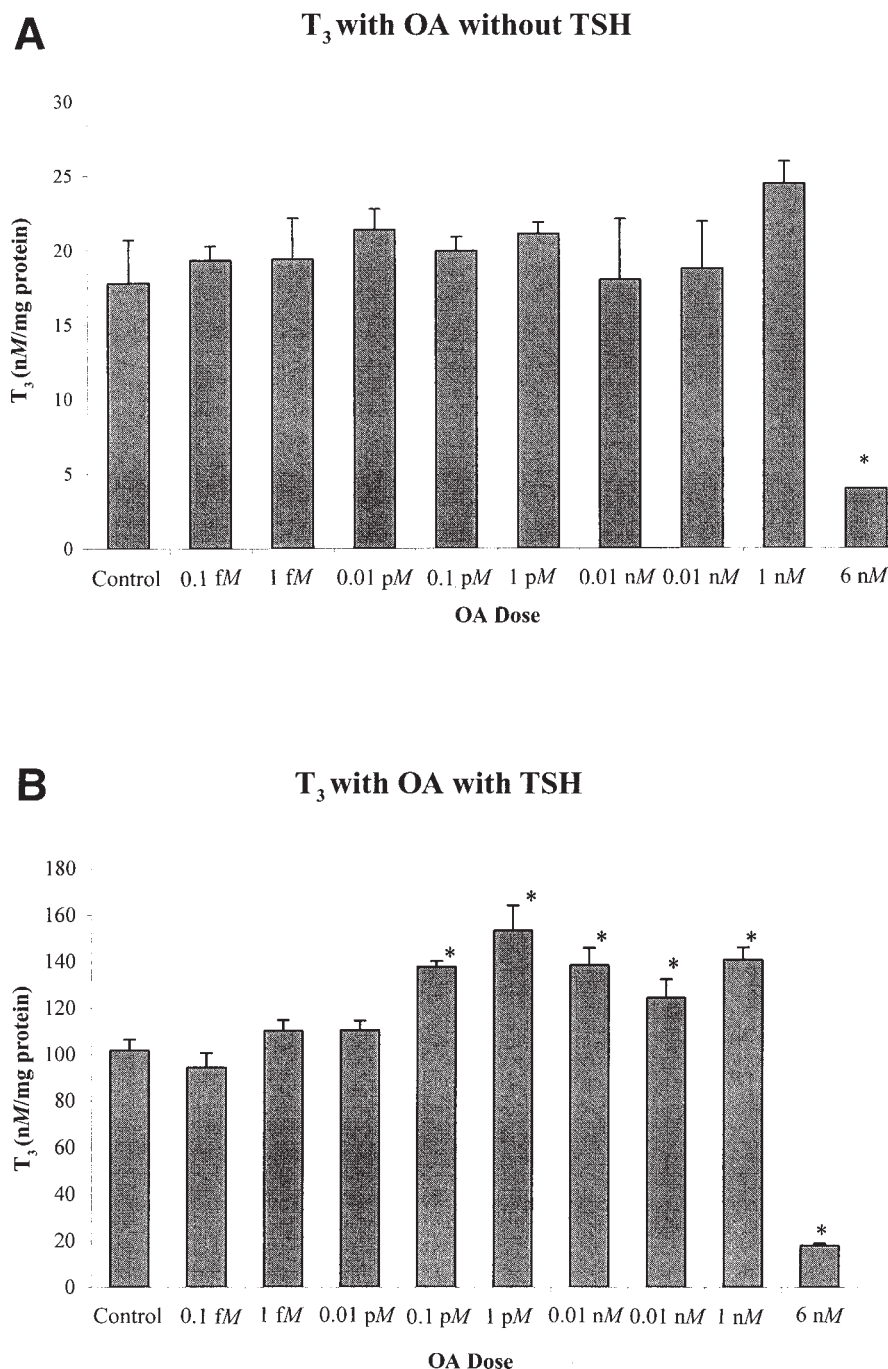 A
T3 with OA without TSH
30
25
20
15
10
5
0
T3 (nM/mg protein)
*
Control 0.1 fM 1 fM 0.01 pM 0.1 pM 1 pM 0.01 nM 0.01 nM 1 nM 6 nM
OA Dose
B
T3 with OA with TSH
180
160
140
120
100
80
60
40
20
0
T3 (nM/mg protein)
* * * * * *
Control 0.1 fM 1 fM 0.01 pM 0.1 pM 1 pM 0.01 nM 0.01 nM 1 nM 6 nM
OA Dose